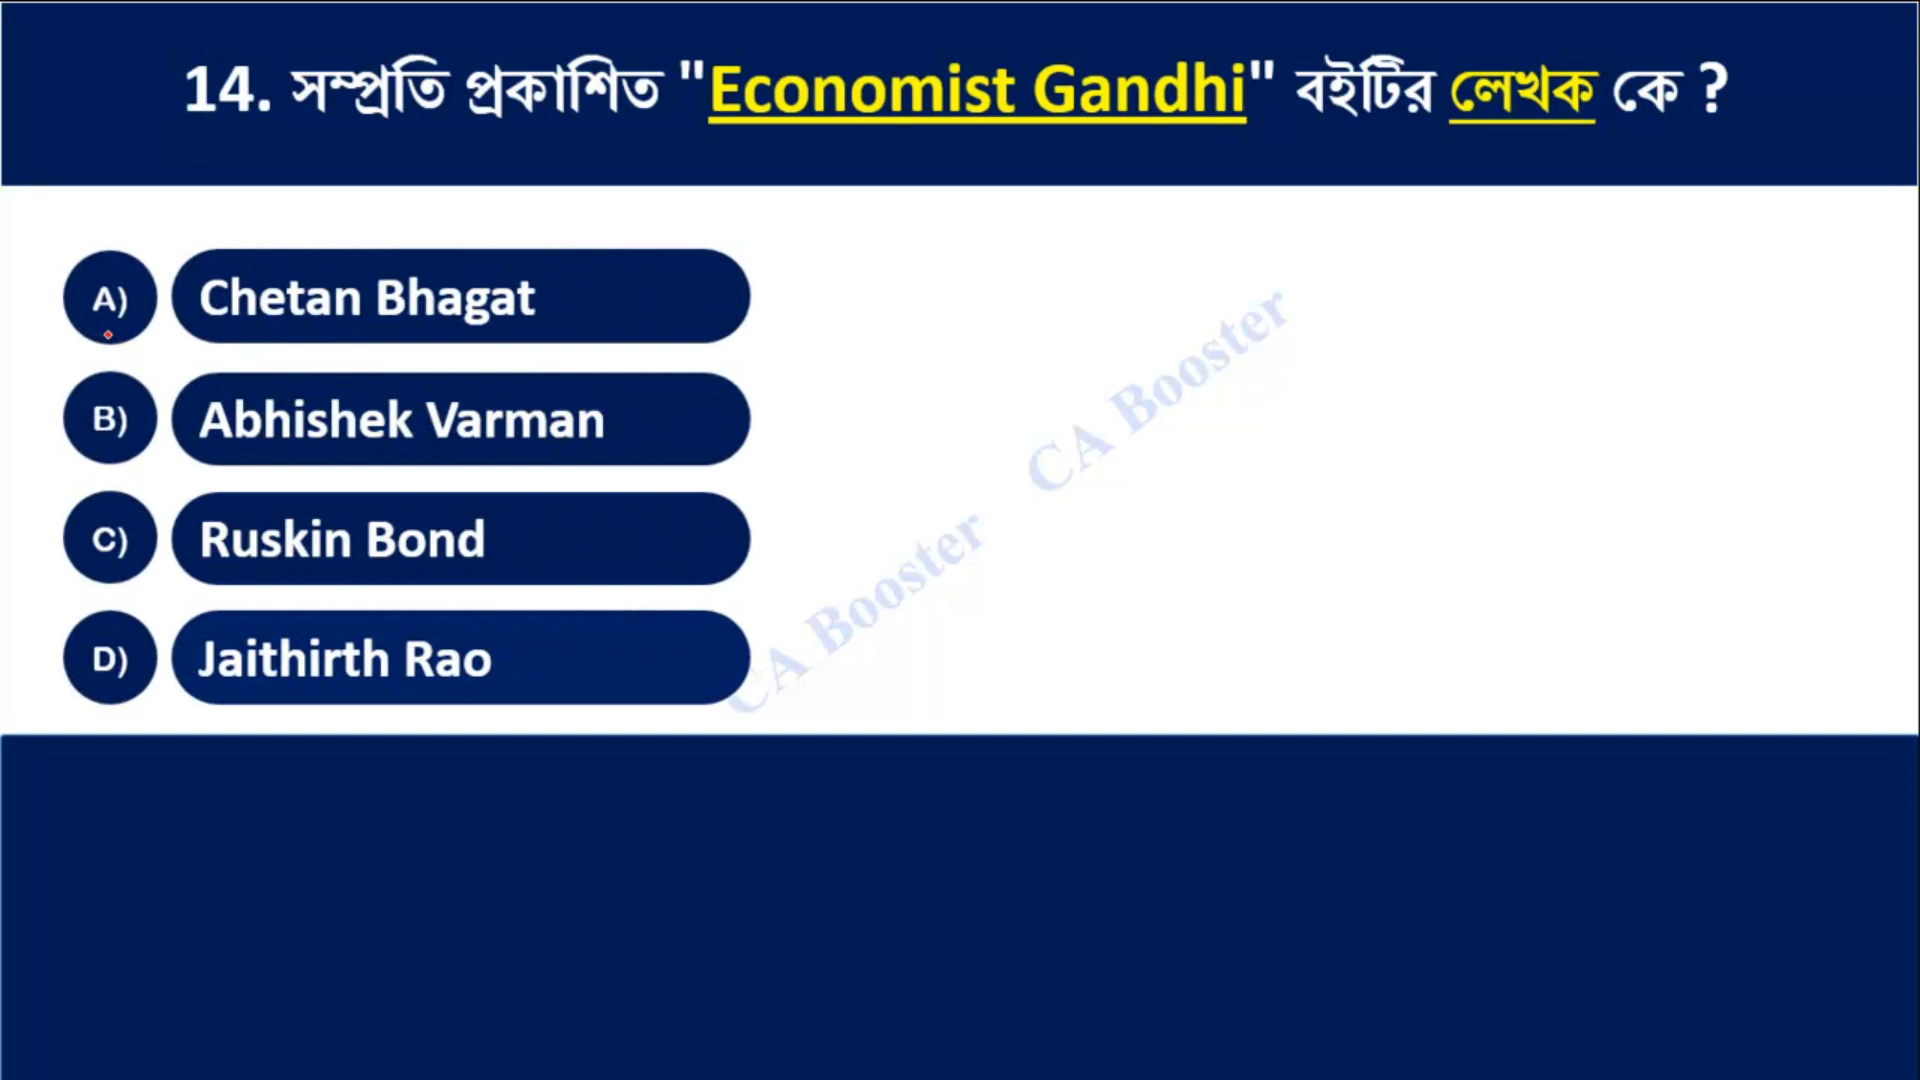 14. সম্প্রতি প্রকাশিত "Economist Gandhi" বইটির লেখক কে ?
A) Chetan Bhagat
B) Abhishek Varman
C) Ruskin Bond
D) Jaithirth Rao
CA Booster
CA Booster